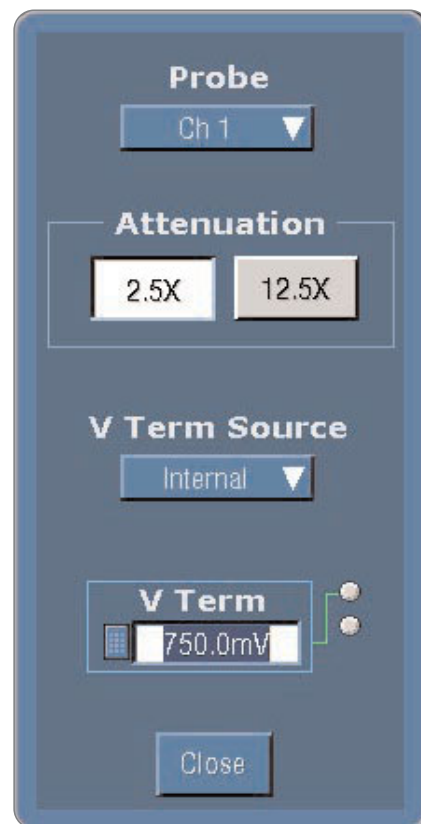 Probe
Ch 1
Attenuation
2.5X 12.5X
V Term Source
Internal
V Term
750.0mV
Close